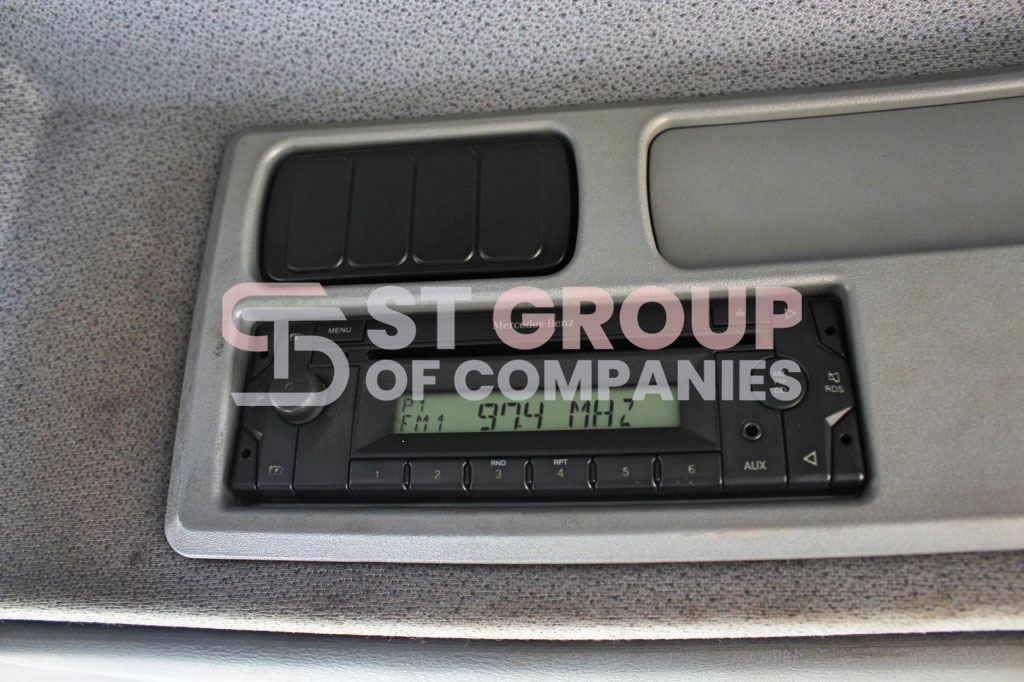 ST GROUP
OF COMPANIES
MENU
Mercedes-Benz
RDS
P1
FM1 97.4 MHZ
RND
RPT
1 2 3 4 5 6
AUX